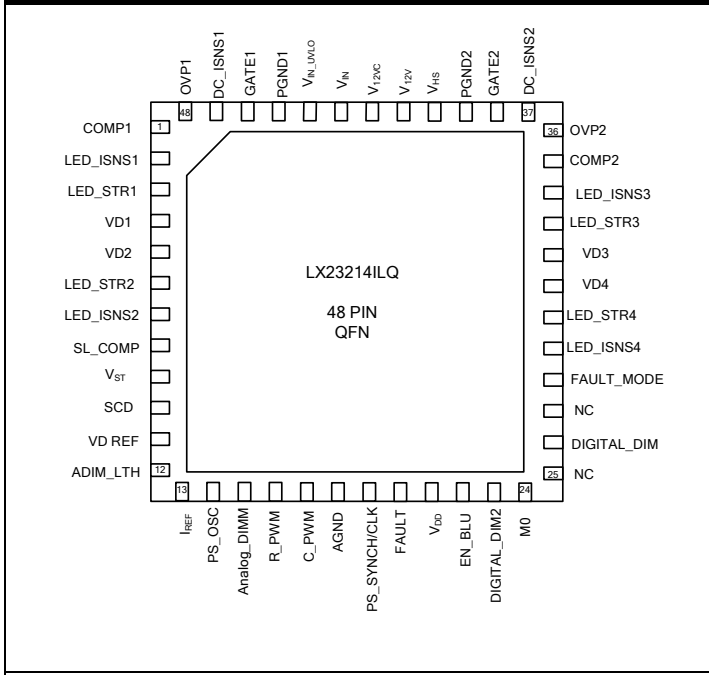 OVP1
DC_ISNS1
GATE1
PGND1
VIN_UVLO
VIN
V12VC
V12V
VHS
PGND2
GATE2
DC_ISNS2
48
37
COMP1
1
LED_ISNS1
LED_STR1
VD1
VD2
LED_STR2
LED_ISNS2
SL_COMP
VST
SCD
VD REF
ADIM_LTH
12
36
OVP2
COMP2
LED_ISNS3
LED_STR3
VD3
VD4
LED_STR4
LED_ISNS4
FAULT_MODE
NC
DIGITAL_DIM
25
NC
LX23214ILQ
48 PIN
QFN
13
24
IREF
PS_OSC
Analog_DIMM
R_PWM
C_PWM
AGND
PS_SYNCH/CLK
FAULT
VDD
EN_BLU
DIGITAL_DIM2
M0